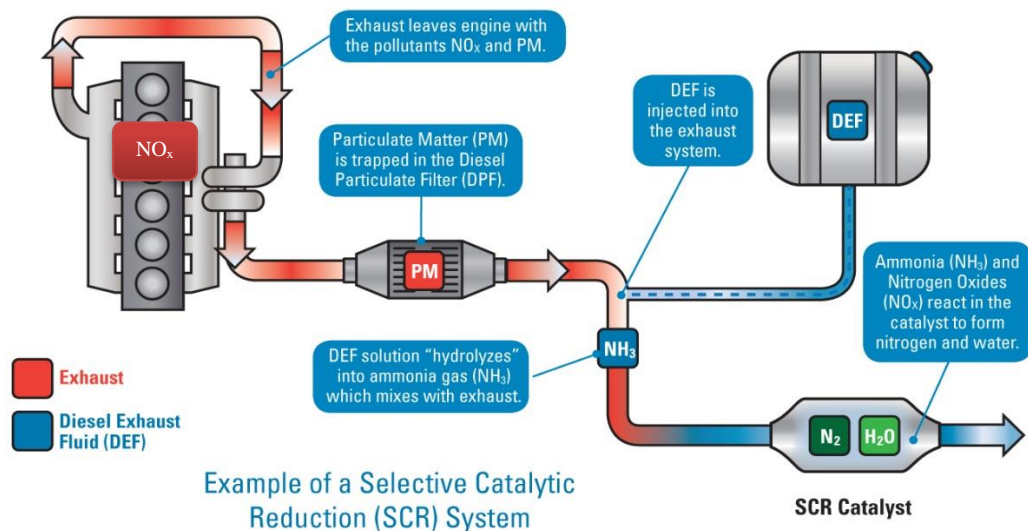 Exhaust leaves engine with
the pollutants NOx and PM.
NOx
Particulate Matter (PM)
is trapped in the Diesel
Particulate Filter (DPF).
DEF is
injected into
the exhaust
system.
DEF
PM
Ammonia (NH3) and
Nitrogen Oxides
(NOx) react in the
catalyst to form
nitrogen and water.
NH3
DEF solution “hydrolyzes”
into ammonia gas (NH3)
which mixes with exhaust.
Exhaust
Diesel Exhaust
Fluid (DEF)
N2
H2O
SCR Catalyst
Example of a Selective Catalytic
Reduction (SCR) System